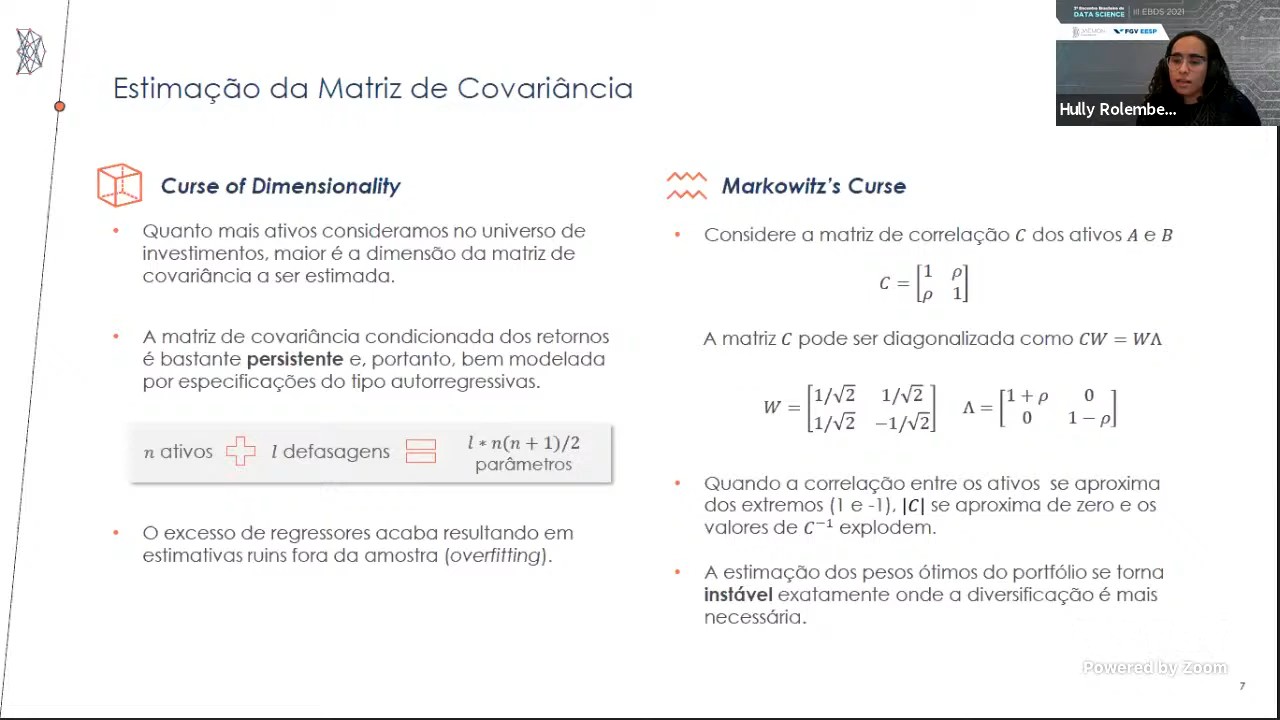 3º Encontro Brasileiro de
DATA SCIENCE
III EBDS 2021
DAEMON
FGV EESP
Hully Rolembe...
Estimação da Matriz de Covariância
Curse of Dimensionality
• Quanto mais ativos consideramos no universo de
investimentos, maior é a dimensão da matriz de
covariância a ser estimada.
• A matriz de covariância condicionada dos retornos
é bastante persistente e, portanto, bem modelada
por especificações do tipo autorregressivas.
n ativos + l defasagens = l ∗ n(n + 1)/2
parâmetros
• O excesso de regressores acaba resultando em
estimativas ruins fora da amostra (overfitting).
Markowitz’s Curse
• Considere a matriz de correlação C dos ativos A e B
C = [1 ρ
ρ 1]
A matriz C pode ser diagonalizada como CW = WΛ
W = [1/√2 1/√2
1/√2 −1/√2]
Λ = [1 + ρ 0
0 1 − ρ]
• Quando a correlação entre os ativos se aproxima
dos extremos (1 e -1), |C| se aproxima de zero e os
valores de C⁻¹ explodem.
• A estimação dos pesos ótimos do portfólio se torna
instável exatamente onde a diversificação é mais
necessária.
Powered by Zoom
7